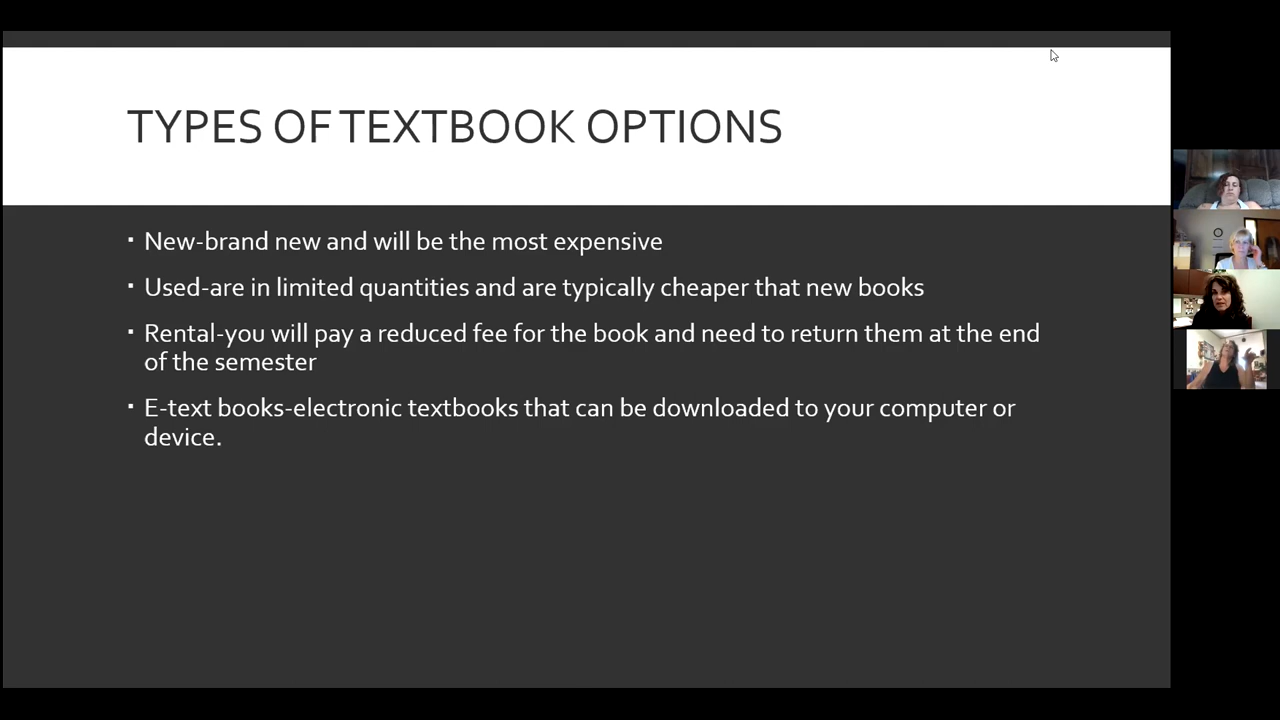 TYPES OF TEXTBOOK OPTIONS
▪ New-brand new and will be the most expensive
▪ Used-are in limited quantities and are typically cheaper that new books
▪ Rental-you will pay a reduced fee for the book and need to return them at the end
of the semester
▪ E-text books-electronic textbooks that can be downloaded to your computer or
device.